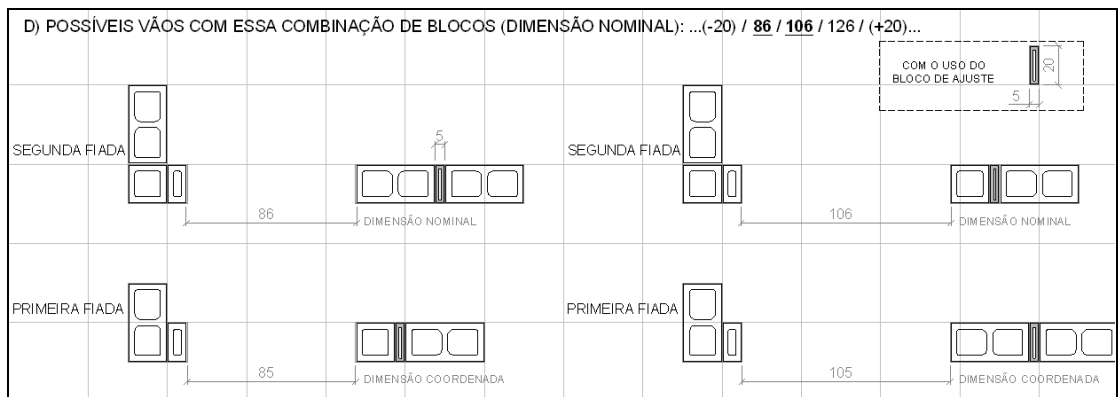 D) POSSÍVEIS VÃOS COM ESSA COMBINAÇÃO DE BLOCOS (DIMENSÃO NOMINAL): ...(-20) / 86 / 106 / 126 / (+20)...
COM O USO DO
BLOCO DE AJUSTE
20
5
SEGUNDA FIADA
5
86
DIMENSÃO NOMINAL
SEGUNDA FIADA
106
DIMENSÃO NOMINAL
PRIMEIRA FIADA
85
DIMENSÃO COORDENADA
PRIMEIRA FIADA
105
DIMENSÃO COORDENADA